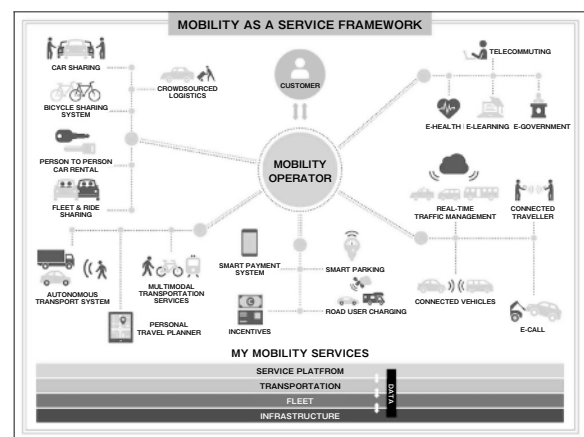 MOBILITY AS A SERVICE FRAMEWORK
CAR SHARING
BICYCLE SHARING
SYSTEM
CROWDSOURCED
LOGISTICS
PERSON TO PERSON
CAR RENTAL
FLEET & RIDE
SHARING
CUSTOMER
MOBILITY
OPERATOR
TELECOMMUTING
E-HEALTH
E-LEARNING
E-GOVERNMENT
REAL-TIME
TRAFFIC MANAGEMENT
CONNECTED
TRAVELLER
CONNECTED VEHICLES
E-CALL
AUTONOMOUS
TRANSPORT SYSTEM
PERSONAL
TRAVEL PLANNER
MULTIMODAL
TRANSPORTATION
SERVICES
SMART PAYMENT
SYSTEM
SMART PARKING
INCENTIVES
ROAD USER CHARGING
MY MOBILITY SERVICES
SERVICE PLATFROM
TRANSPORTATION
FLEET
INFRASTRUCTURE
DATA